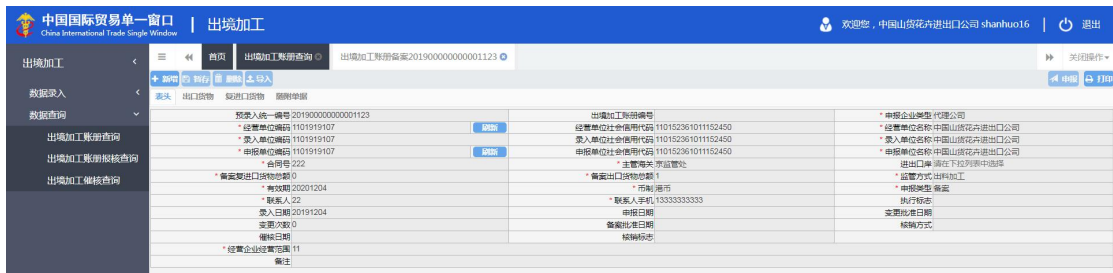 中国国际贸易单一窗口 | 出境加工
China International Trade Single Window
欢迎您，中国山货花卉进出口公司 shanhuo16 | 退出
出境加工
首页 出境加工账册查询 出境加工账册备案201900000000001123 关闭操作
新增 暂存 删除 导入 申报 打印
数据录入
表头 出口货物 复进口货物 随附单据
数据查询
出境加工账册查询
出境加工账册报核查询
出境加工催核查询
预录入统一编号 201900000000001123 出境加工账册编号 * 申报企业类型 代理公司
* 经营单位编码 1101919107 刷新 经营单位社会信用代码 110152361011152450 * 经营单位名称 中国山货花卉进出口公司
* 录入单位编码 1101919107 录入单位社会信用代码 110152361011152450 * 录入单位名称 中国山货花卉进出口公司
* 申报单位编码 1101919107 刷新 申报单位社会信用代码 110152361011152450 * 申报单位名称 中国山货花卉进出口公司
* 合同号 222 * 主管海关 京监管处 进出口岸 请在下拉列表中选择
* 备案复进口货物总额 0 * 备案出口货物总额 1 * 监管方式 出料加工
* 有效期 20201204 * 币制 港币 * 申报类型 备案
* 联系人 22 * 联系人手机 13333333333 执行标志
录入日期 20191204 申报日期 变更批准日期
变更次数 0 备案批准日期 核销方式
催核日期 核销标志
* 经营企业经营范围 11
备注